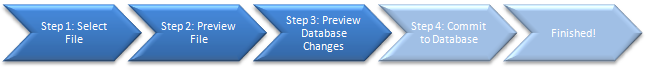 Step 1: Select
File
Step 2: Preview
File
Step 3: Preview
Database
Changes
Step 4: Commit
to Database
Finished!